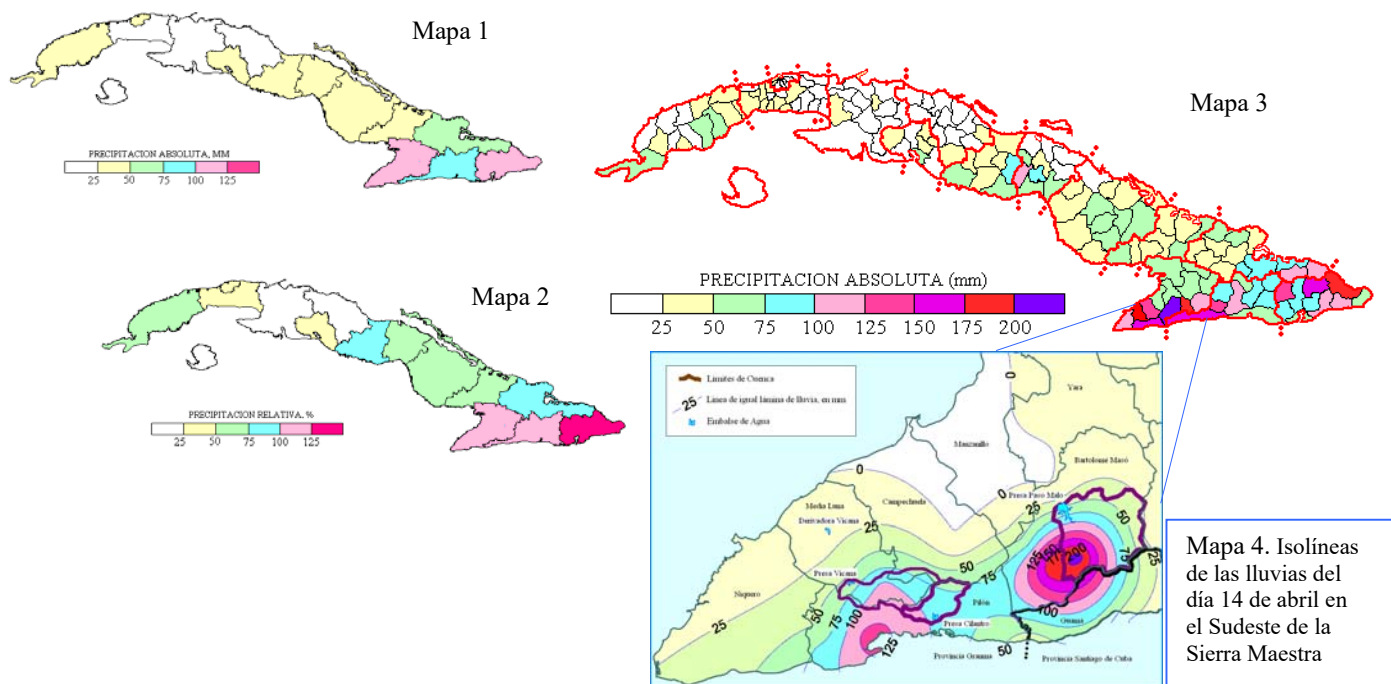 Mapa 1
PRECIPITACION ABSOLUTA, MM
25 50 75 100 125
Mapa 2
PRECIPITACION RELATIVA, %
25 50 75 100 125
Mapa 3
PRECIPITACION ABSOLUTA (mm)
25 50 75 100 125 150 175 200
Límites de Cuenca
25 Línea de igual lámina de lluvia, en mm
Embalse de Agua
0
Yara
Manzanillo
0
Bartolomé Masó
Campechuela
0
Presa Paso Malo
Media Luna
Derivadora Vicana
25
25
50
125
150
200
75
25
50
75
Presa Vicana
Niquero
50
75
100
Pilón
100
Guamá
25
Presa Cilantro
125
50
Provincia Granma
Provincia Santiago de Cuba
Mapa 4. Isolíneas
de las lluvias del
día 14 de abril en
el Sudeste de la
Sierra Maestra